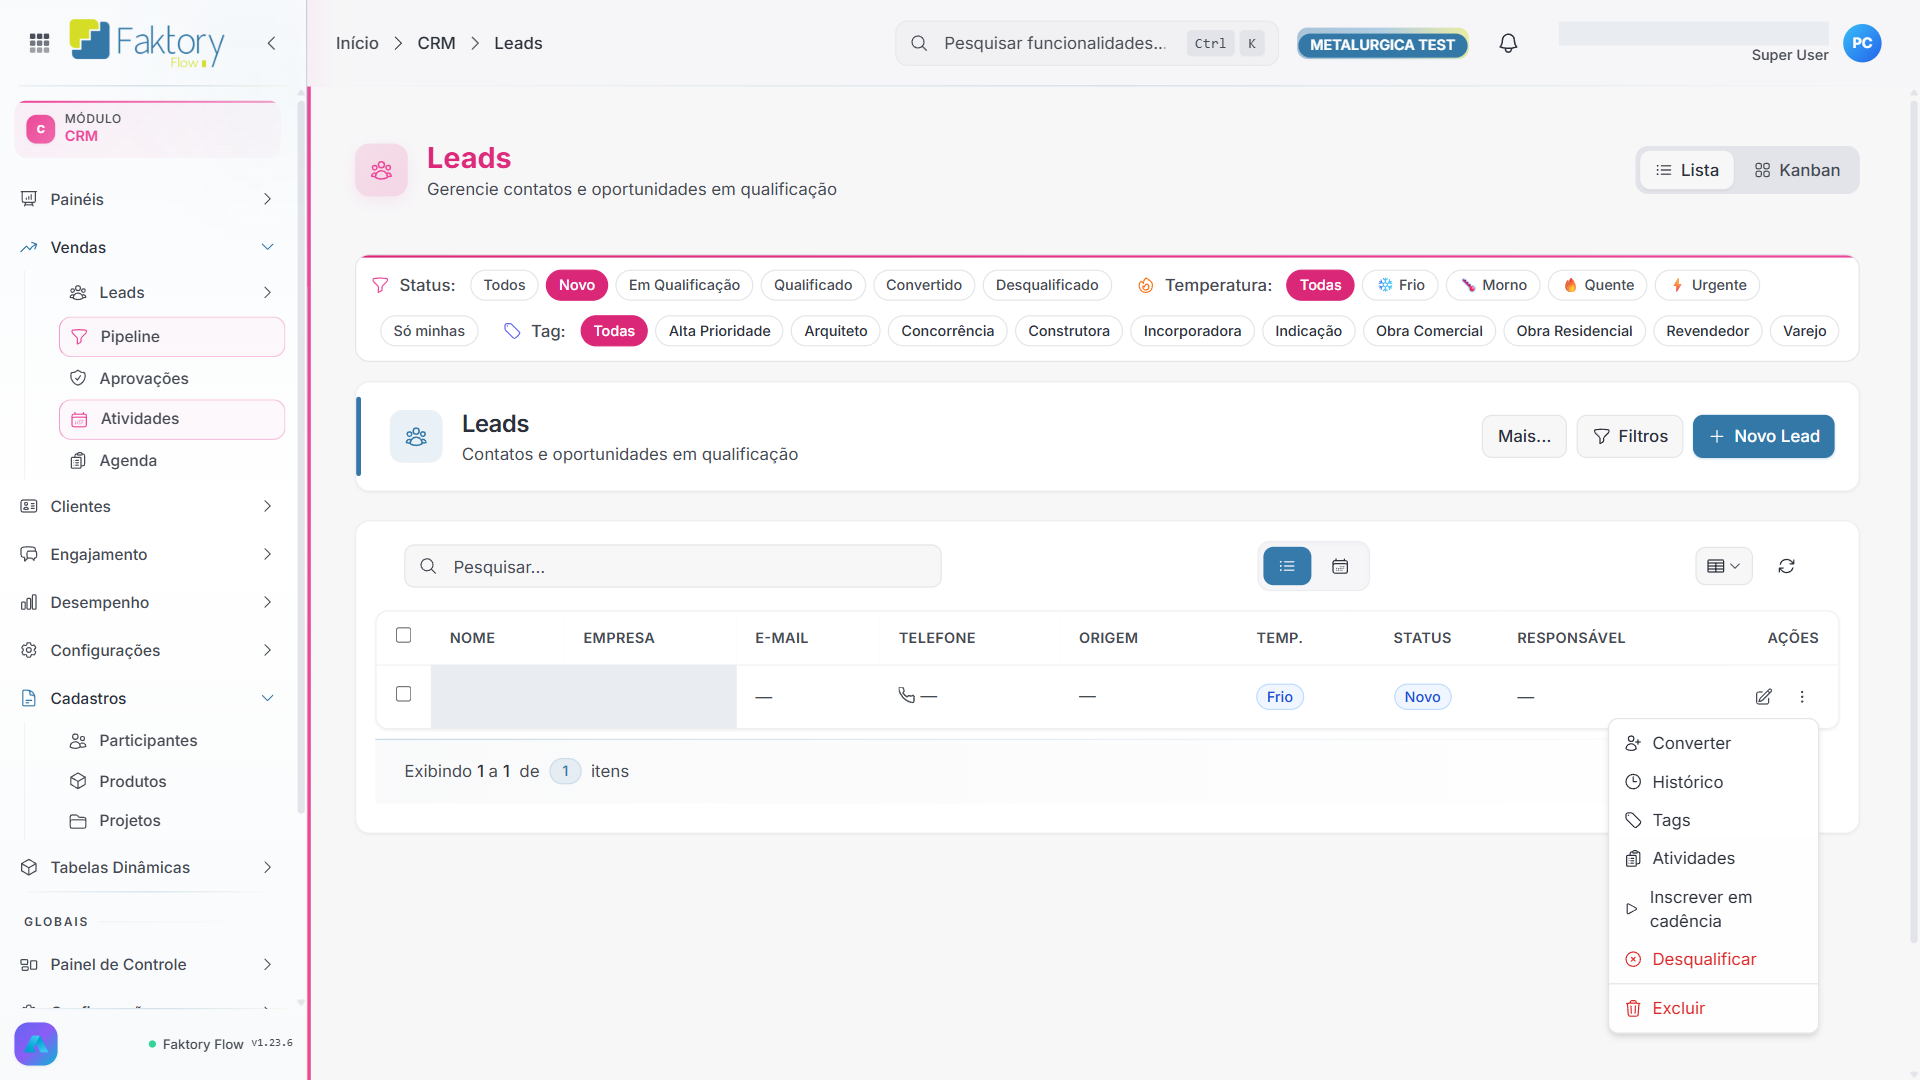 Faktory
Flow
Início
CRM
Leads
Pesquisar funcionalidades...
Ctrl
K
METALURGICA TEST
Super User
PC
C
MÓDULO
CRM
Painéis
Vendas
Leads
Pipeline
Aprovações
Atividades
Agenda
Clientes
Engajamento
Desempenho
Configurações
Cadastros
Participantes
Produtos
Projetos
Tabelas Dinâmicas
GLOBAIS
Painel de Controle
Faktory Flow v1.23.6
Leads
Gerencie contatos e oportunidades em qualificação
Lista
Kanban
Status:
Todos
Novo
Em Qualificação
Qualificado
Convertido
Desqualificado
Temperatura:
Todas
Frio
Morno
Quente
Urgente
Só minhas
Tag:
Todas
Alta Prioridade
Arquiteto
Concorrência
Construtora
Incorporadora
Indicação
Obra Comercial
Obra Residencial
Revendedor
Varejo
Leads
Contatos e oportunidades em qualificação
Mais...
Filtros
Novo Lead
Pesquisar...
NOME
EMPRESA
E-MAIL
TELEFONE
ORIGEM
TEMP.
STATUS
RESPONSÁVEL
AÇÕES
—
—
—
Frio
Novo
—
Exibindo 1 a 1 de 1 itens
Converter
Histórico
Tags
Atividades
Inscrever em
cadência
Desqualificar
Excluir